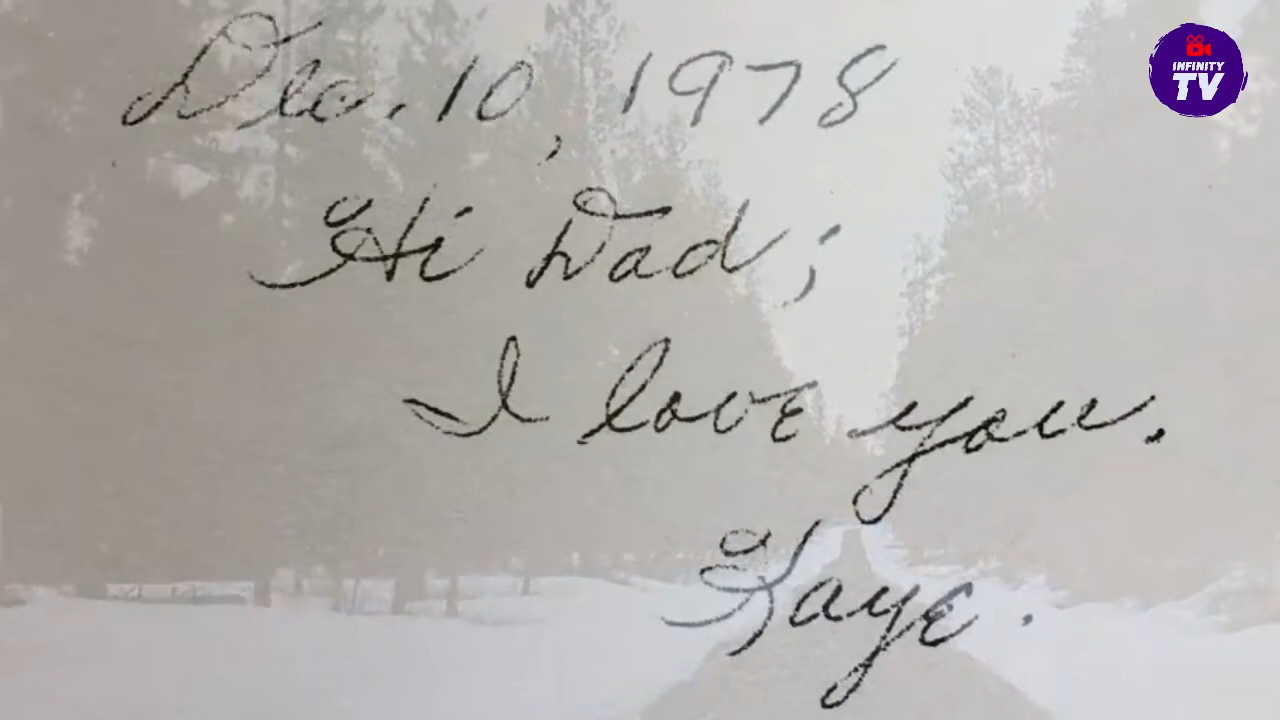 Dec. 10, 1978
Hi Dad;
I love you.
Kaye.
INFINITY
TV